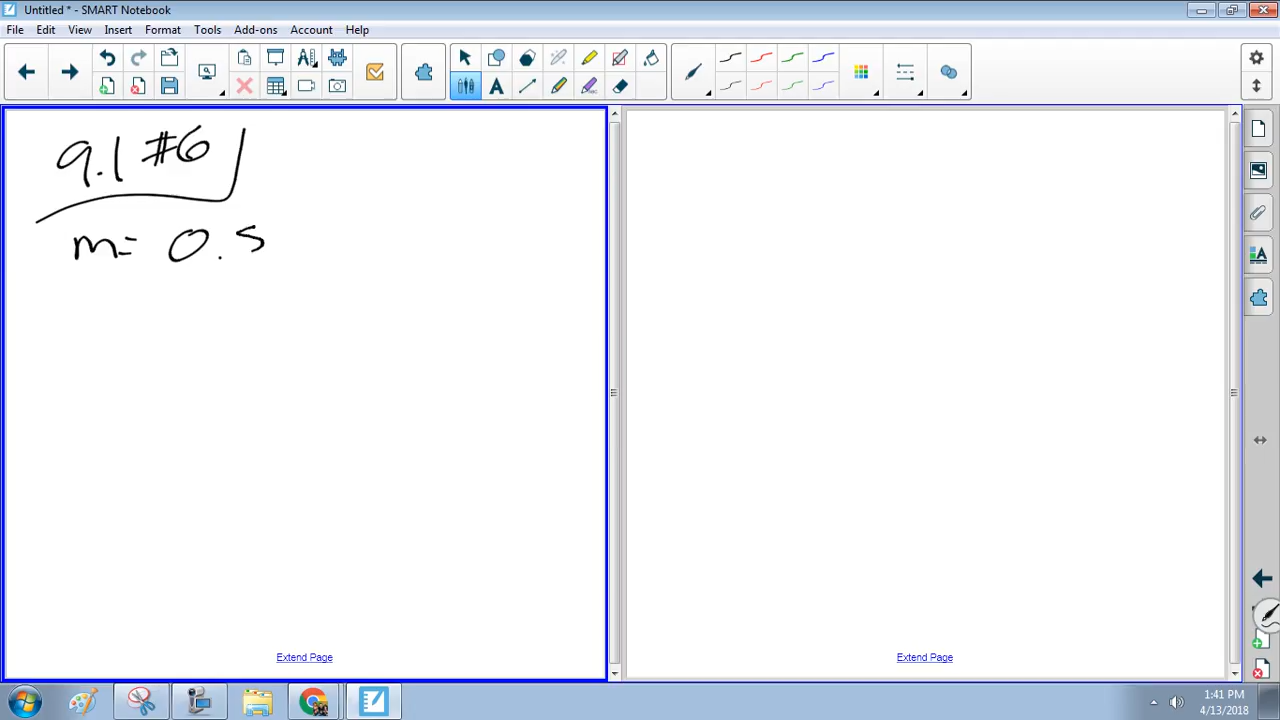 Untitled * - SMART Notebook
File Edit View Insert Format Tools Add-ons Account Help
9.1 #6
m= 0.5
Extend Page
Extend Page
1:41 PM
4/13/2018